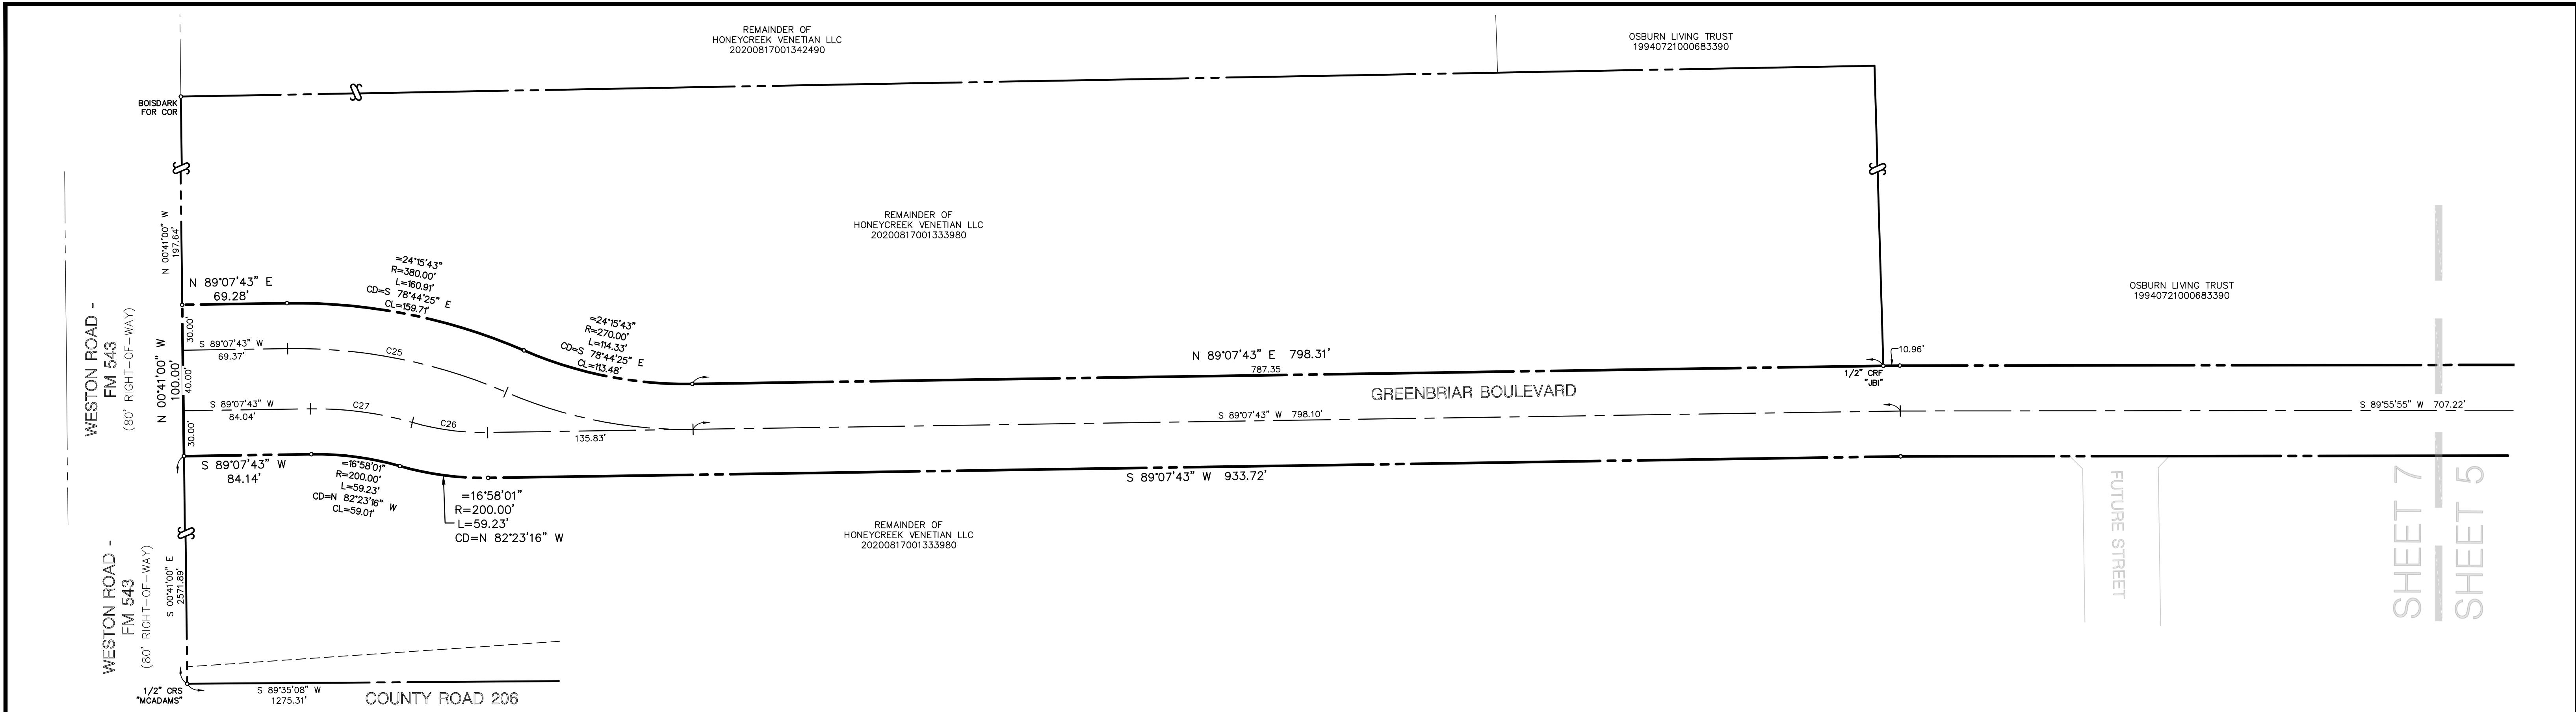 REMAINDER OF
HONEYCREEK VENETIAN LLC
20200817001342490
OSBURN LIVING TRUST
19940721000683390
BOISDARK
FOR COR
N 00°41'00" W
197.64'
REMAINDER OF
HONEYCREEK VENETIAN LLC
20200817001333980
OSBURN LIVING TRUST
19940721000683390
WESTON ROAD -
FM 543
(80' RIGHT-OF-WAY)
N 89°07'43" E
69.28'
=24°15'43"
R=380.00'
L=160.91'
CD=S 78°44'25" E
CL=159.71'
=24°15'43"
R=270.00'
L=114.33'
CD=S 78°44'25" E
CL=113.48'
N 00°41'00" W
100.00'
30.00'
40.00'
30.00'
S 89°07'43" W
69.37'
C25
N 89°07'43" E 798.31'
787.35
10.96'
1/2" CRF
"JBI"
GREENBRIAR BOULEVARD
S 89°07'43" W
84.04'
C27
C26
135.83'
S 89°07'43" W 798.10'
S 89°55'55" W 707.22'
S 89°07'43" W
84.14'
=16°58'01"
R=200.00'
L=59.23'
CD=N 82°23'16" W
CL=59.01'
=16°58'01"
R=200.00'
L=59.23'
CD=N 82°23'16" W
S 89°07'43" W 933.72'
REMAINDER OF
HONEYCREEK VENETIAN LLC
20200817001333980
FUTURE STREET
SHEET 7
SHEET 5
WESTON ROAD -
FM 543
(80' RIGHT-OF-WAY)
S 00°41'00" E
2571.89'
1/2" CRS
"MCADAMS"
S 89°35'08" W
1275.31'
COUNTY ROAD 206